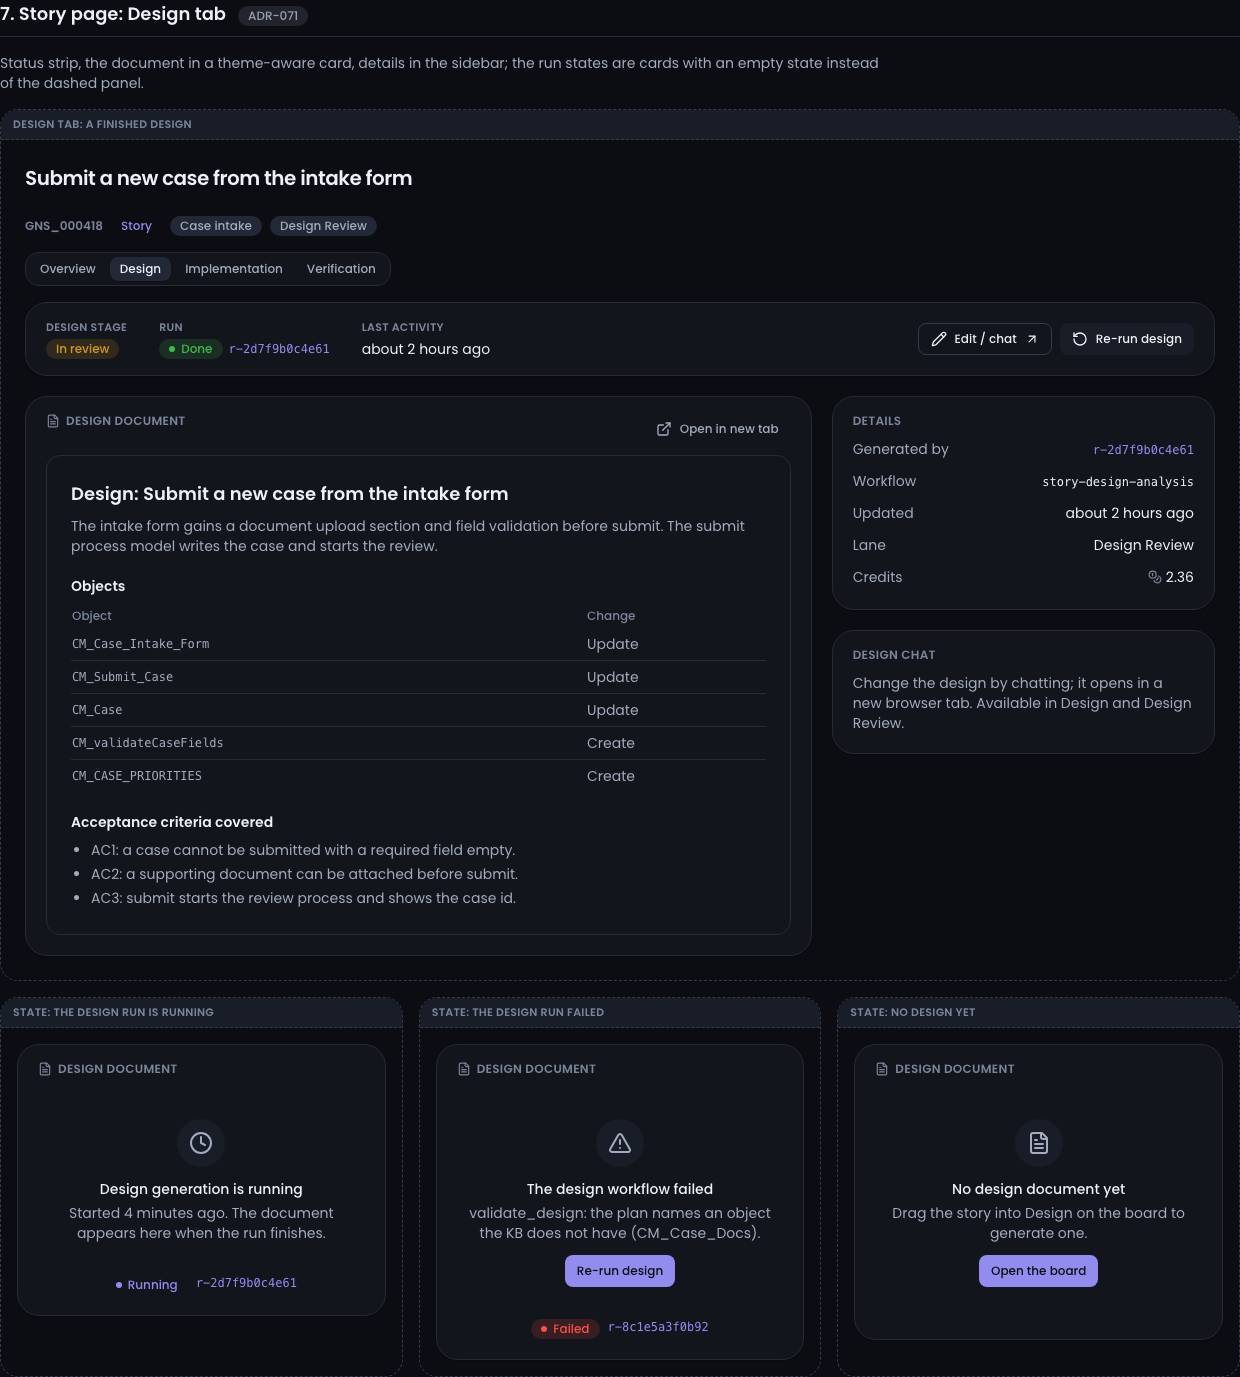 7. Story page: Design tab ADR-071
Status strip, the document in a theme-aware card, details in the sidebar; the run states are cards with an empty state instead
of the dashed panel.
DESIGN TAB: A FINISHED DESIGN
Submit a new case from the intake form
GNS_000418 Story Case intake Design Review
Overview Design Implementation Verification
DESIGN STAGE RUN LAST ACTIVITY
In review Done r-2d7f9b0c4e61 about 2 hours ago Edit / chat Re-run design
DESIGN DOCUMENT
Open in new tab
Design: Submit a new case from the intake form
The intake form gains a document upload section and field validation before submit. The submit
process model writes the case and starts the review.
Objects
Object Change
CM_Case_Intake_Form Update
CM_Submit_Case Update
CM_Case Update
CM_validateCaseFields Create
CM_CASE_PRIORITIES Create
Acceptance criteria covered
• AC1: a case cannot be submitted with a required field empty.
• AC2: a supporting document can be attached before submit.
• AC3: submit starts the review process and shows the case id.
DETAILS
Generated by r-2d7f9b0c4e61
Workflow story-design-analysis
Updated about 2 hours ago
Lane Design Review
Credits 2.36
DESIGN CHAT
Change the design by chatting; it opens in a
new browser tab. Available in Design and Design
Review.
STATE: THE DESIGN RUN IS RUNNING
DESIGN DOCUMENT
Design generation is running
Started 4 minutes ago. The document
appears here when the run finishes.
Running r-2d7f9b0c4e61
STATE: THE DESIGN RUN FAILED
DESIGN DOCUMENT
The design workflow failed
validate_design: the plan names an object
the KB does not have (CM_Case_Docs).
Re-run design
Failed r-8c1e5a3f0b92
STATE: NO DESIGN YET
DESIGN DOCUMENT
No design document yet
Drag the story into Design on the board to
generate one.
Open the board